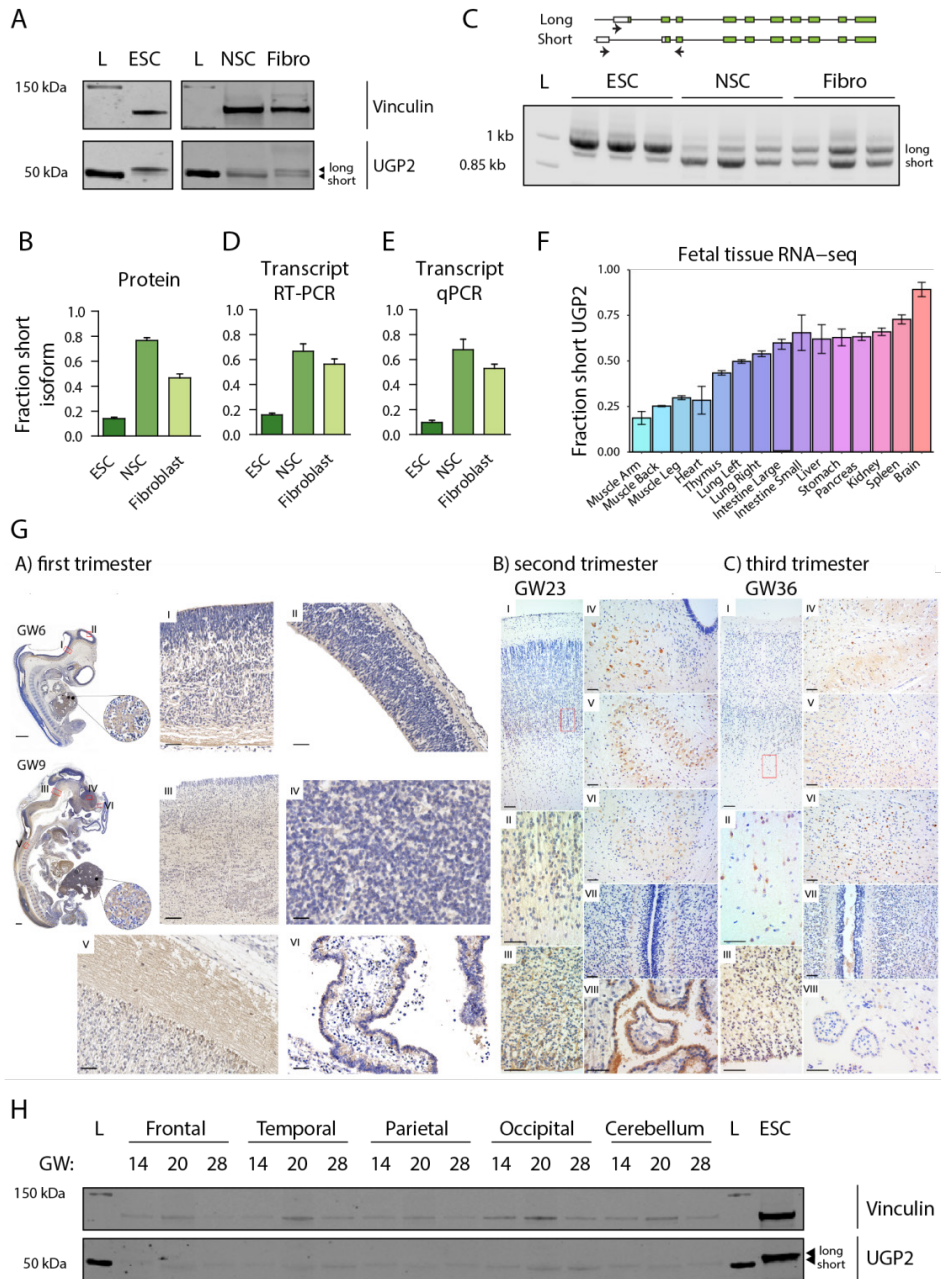 A
L ESC L NSC Fibro
150 kDa
Vinculin
50 kDa
long
short
UGP2
C
Long
Short
L ESC NSC Fibro
1 kb
0.85 kb
long
short
B
Protein
Fraction short
isoform
1.0
0.8
0.6
0.4
0.2
0.0
ESC
NSC
Fibroblast
D
Transcript
RT-PCR
1.0
0.8
0.6
0.4
0.2
0.0
ESC
NSC
Fibroblast
E
Transcript
qPCR
1.0
0.8
0.6
0.4
0.2
0.0
ESC
NSC
Fibroblast
F
Fetal tissue RNA–seq
Fraction short UGP2
1.00
0.75
0.50
0.25
0.00
Muscle Arm
Muscle Back
Muscle Leg
Heart
Thymus
Lung Left
Lung Right
Intestine Large
Intestine Small
Liver
Stomach
Pancreas
Kidney
Spleen
Brain
G
A) first trimester
GW6
I
II
I
II
GW9
III
IV
VI
V
III
IV
V
VI
B) second trimester
GW23
I
II
III
IV
V
VI
VII
VIII
C) third trimester
GW36
I
II
III
IV
V
VI
VII
VIII
H
L Frontal Temporal Parietal Occipital Cerebellum L ESC
GW: 14 20 28 14 20 28 14 20 28 14 20 28 14 20 28
150 kDa
Vinculin
50 kDa
long
short
UGP2